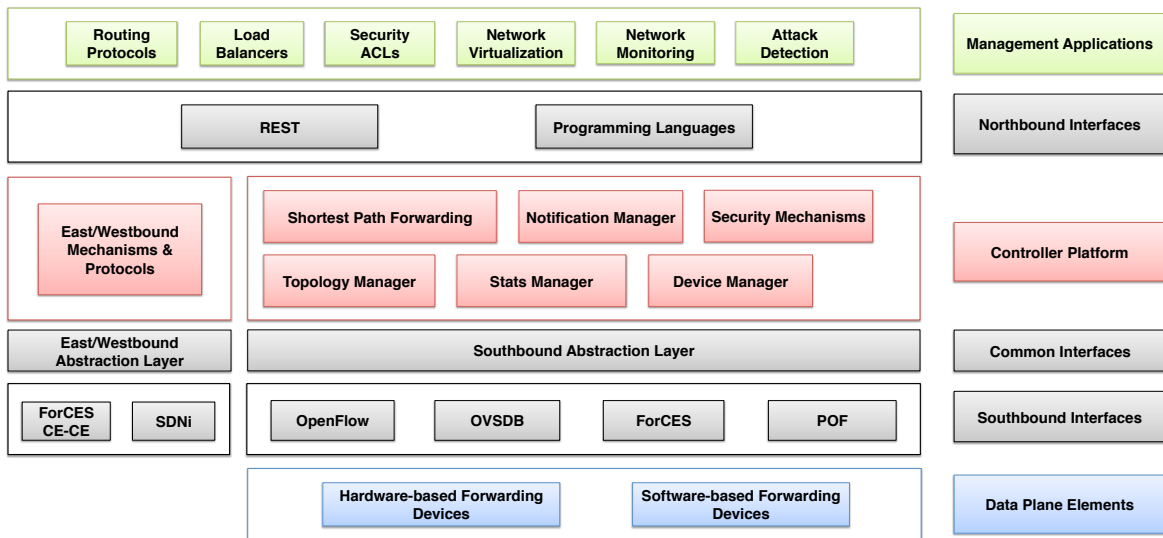 Routing
Protocols
Load
Balancers
Security
ACLs
Network
Virtualization
Network
Monitoring
Attack
Detection
Management Applications
REST
Programming Languages
Northbound Interfaces
East/Westbound
Mechanisms &
Protocols
Shortest Path Forwarding
Notification Manager
Security Mechanisms
Topology Manager
Stats Manager
Device Manager
Controller Platform
East/Westbound
Abstraction Layer
Southbound Abstraction Layer
Common Interfaces
ForCES
CE-CE
SDNi
OpenFlow
OVSDB
ForCES
POF
Southbound Interfaces
Hardware-based Forwarding
Devices
Software-based Forwarding
Devices
Data Plane Elements